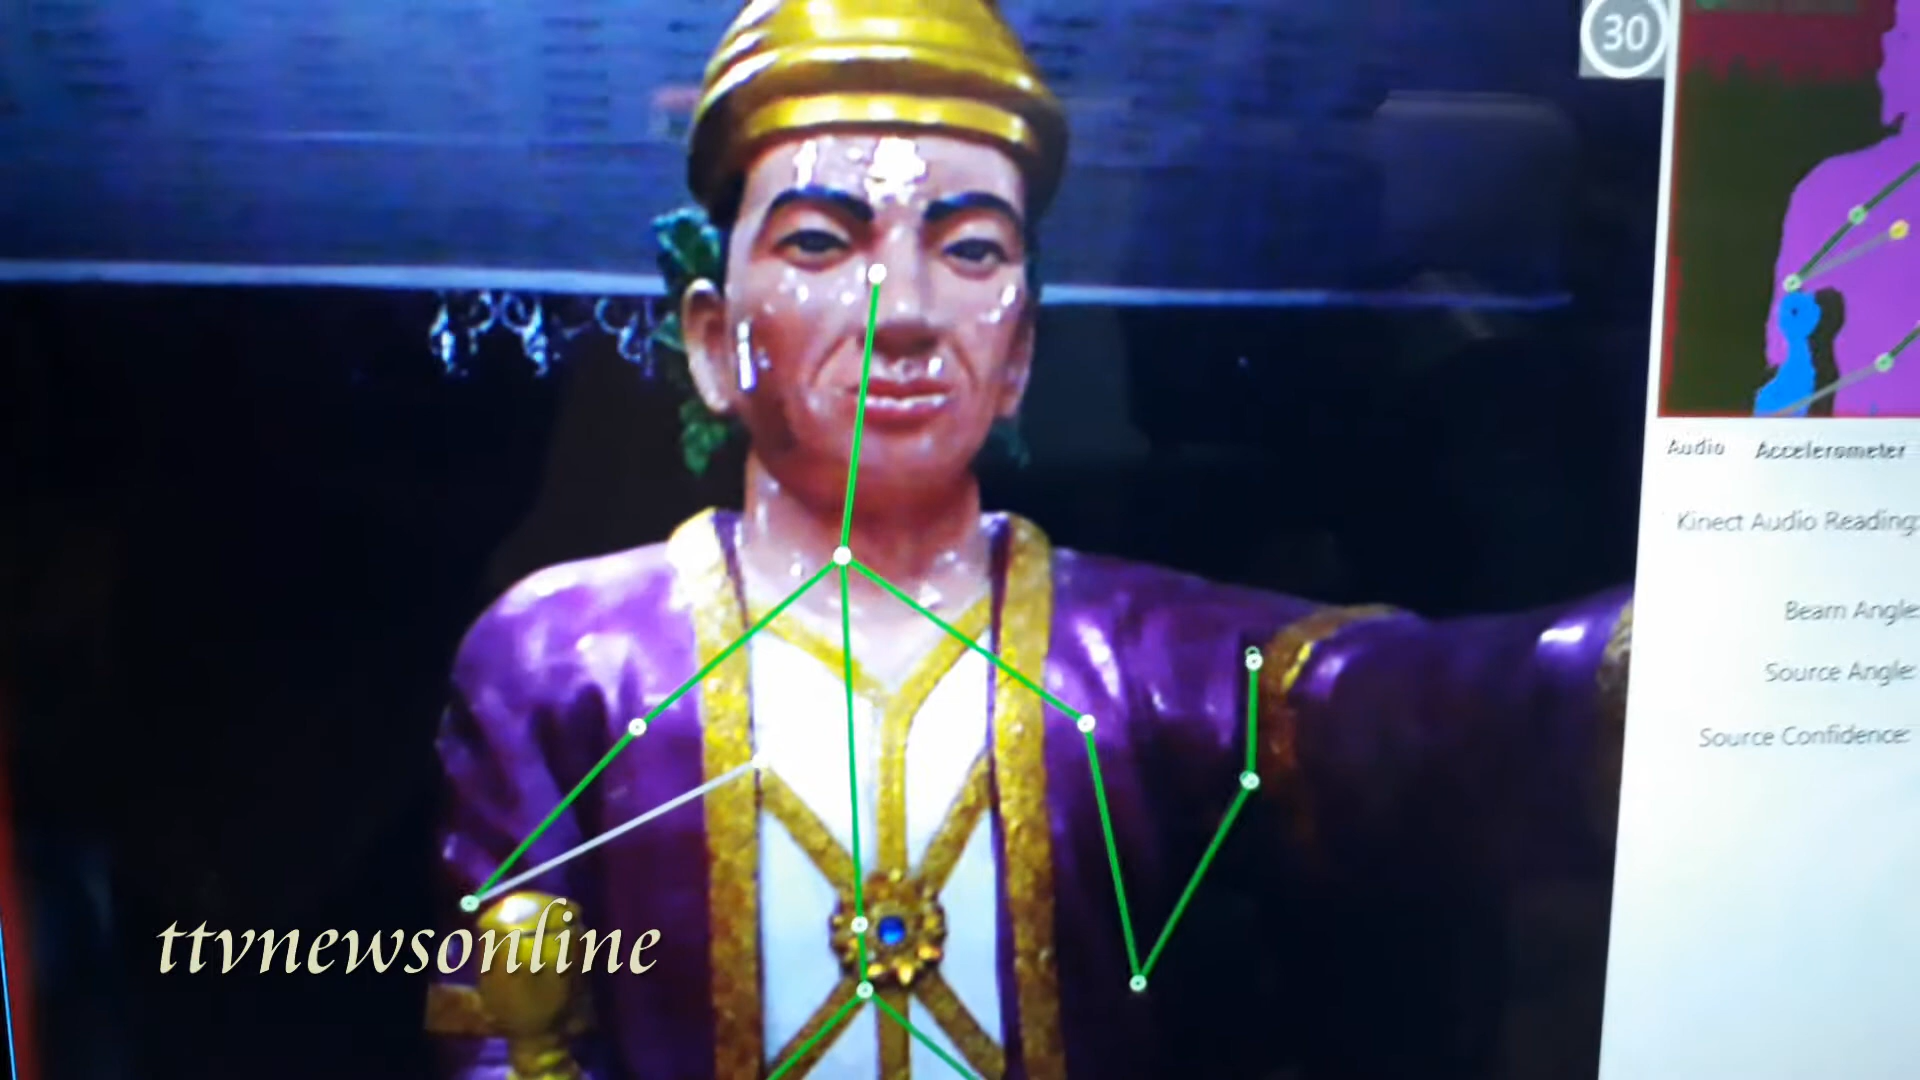 30
Audio Accelerometer
Kinect Audio Reading:
Beam Angle:
Source Angle:
Source Confidence:
ttvnewsonline